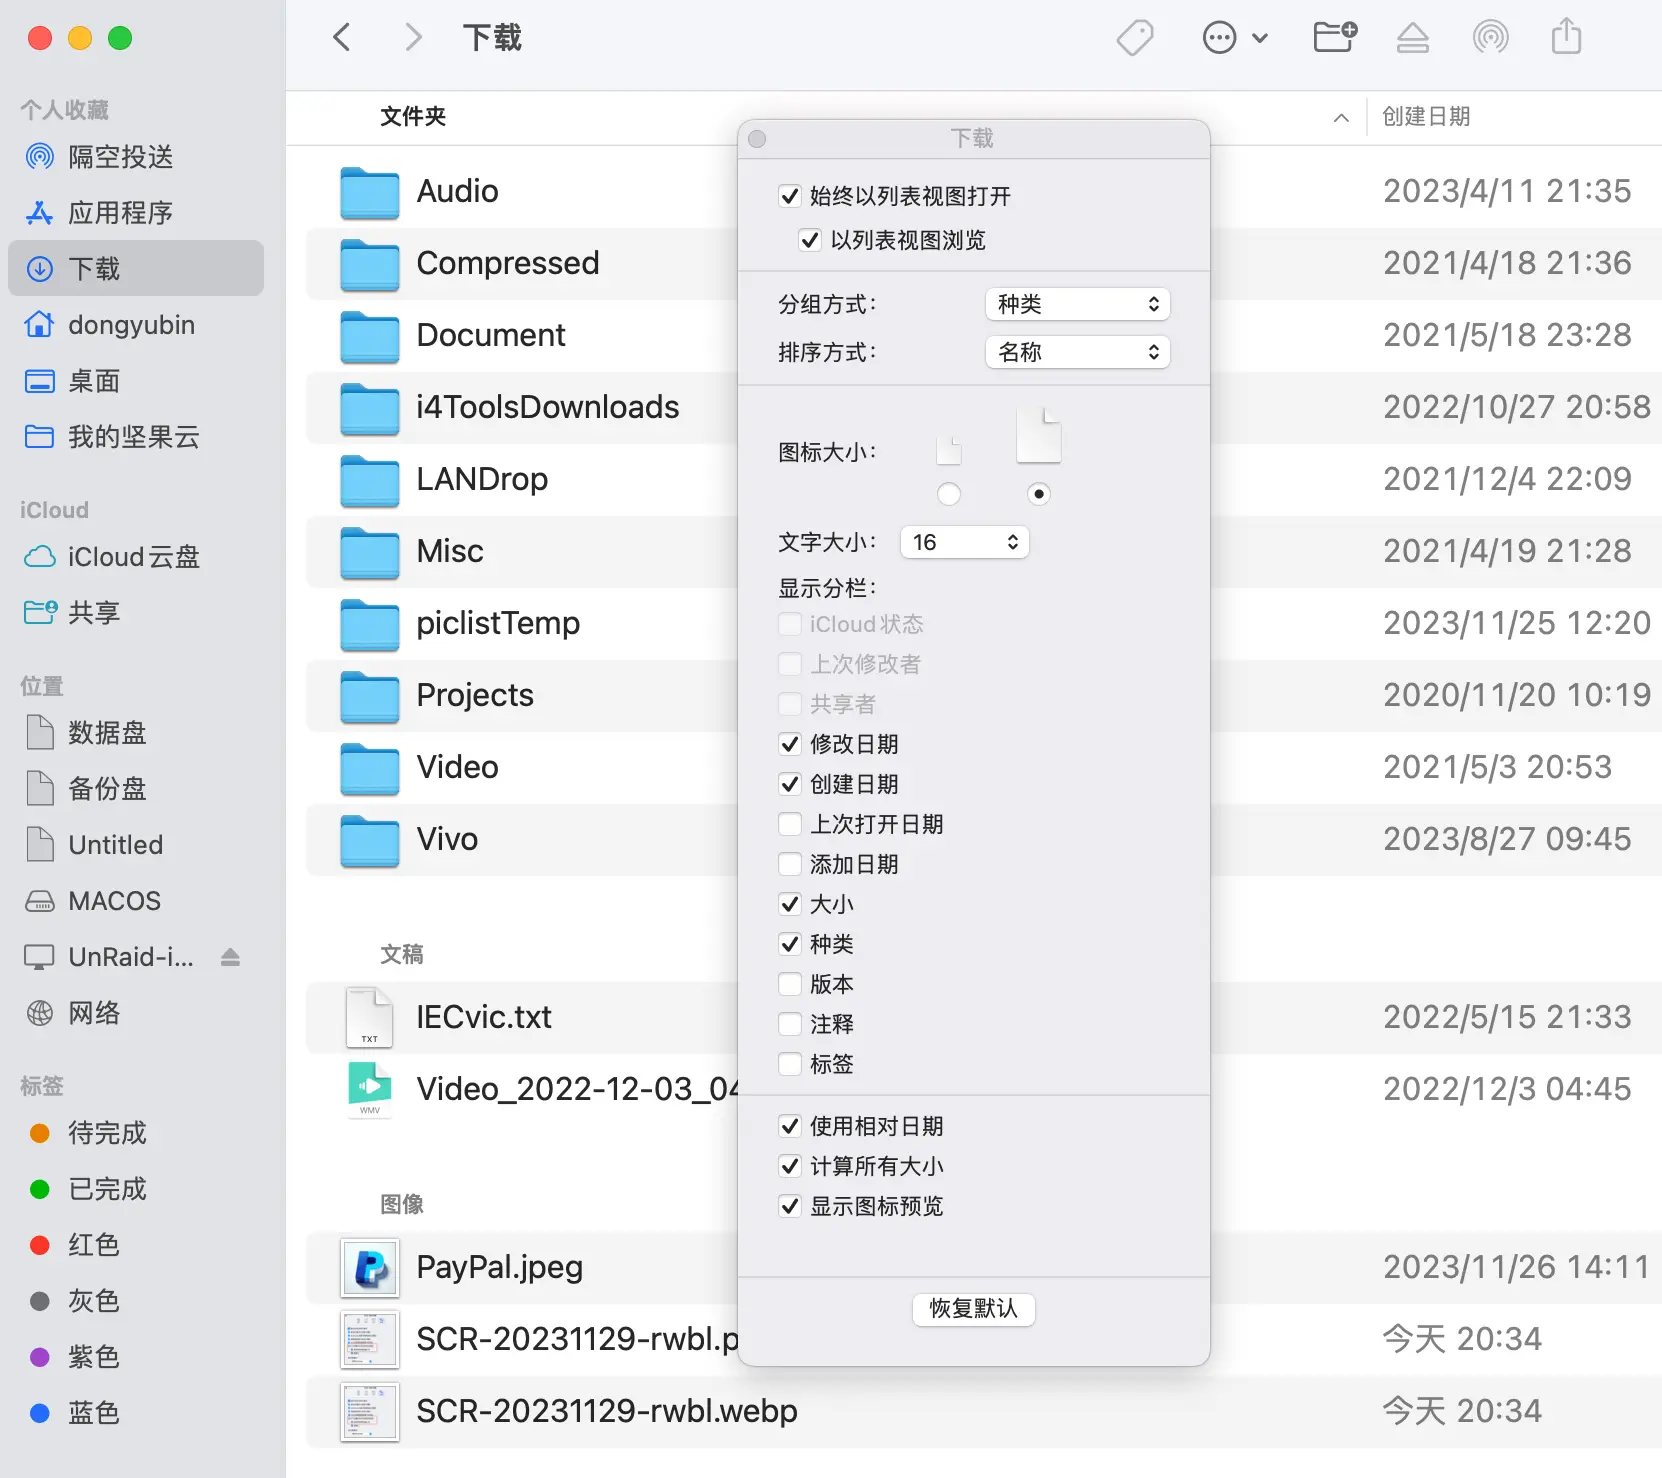 下载
个人收藏
隔空投送
应用程序
下载
dongyubin
桌面
我的坚果云
iCloud
iCloud云盘
共享
位置
数据盘
备份盘
Untitled
MACOS
UnRaid-i...
网络
标签
待完成
已完成
红色
灰色
紫色
蓝色
文件夹
创建日期
Audio 2023/4/11 21:35
Compressed 2021/4/18 21:36
Document 2021/5/18 23:28
i4ToolsDownloads 2022/10/27 20:58
LANDrop 2021/12/4 22:09
Misc 2021/4/19 21:28
piclistTemp 2023/11/25 12:20
Projects 2020/11/20 10:19
Video 2021/5/3 20:53
Vivo 2023/8/27 09:45
文稿
TXT
IECvic.txt 2022/5/15 21:33
WMV
Video_2022-12-03_04 2022/12/3 04:45
图像
PayPal.jpeg 2023/11/26 14:11
SCR-20231129-rwbl.p 今天 20:34
SCR-20231129-rwbl.webp 今天 20:34
下载
始终以列表视图打开
以列表视图浏览
分组方式： 种类
排序方式： 名称
图标大小：
文字大小： 16
显示分栏：
iCloud状态
上次修改者
共享者
修改日期
创建日期
上次打开日期
添加日期
大小
种类
版本
注释
标签
使用相对日期
计算所有大小
显示图标预览
恢复默认